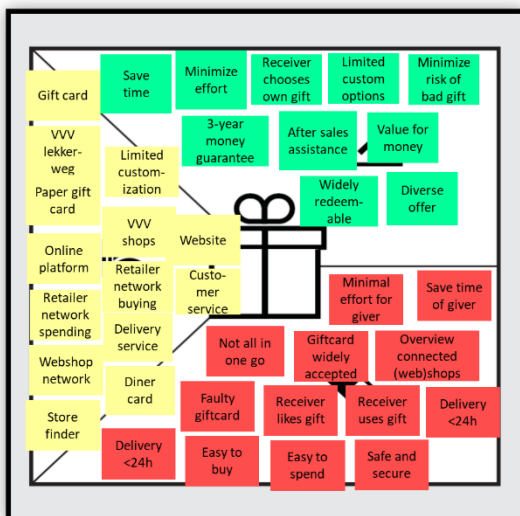 Gift card
VVV
lekker-
weg
Paper gift
card
Online
platform
Retailer
network
spending
Webshop
network
Store
finder
Limited
custom-
ization
VVV
shops
Website
Retailer
network
buying
Custo-
mer
service
Delivery
service
Diner
card
Save
time
Minimize
effort
Receiver
chooses
own gift
Limited
custom
options
Minimize
risk of
bad gift
3-year
money
guarantee
After sales
assistance
Value for
money
Widely
redeem-
able
Diverse
offer
Minimal
effort for
giver
Save time
of giver
Not all in
one go
Giftcard
widely
accepted
Overview
connected
(web)shops
Faulty
giftcard
Receiver
likes gift
Receiver
uses gift
Delivery
<24h
Delivery
<24h
Easy to
buy
Easy to
spend
Safe and
secure